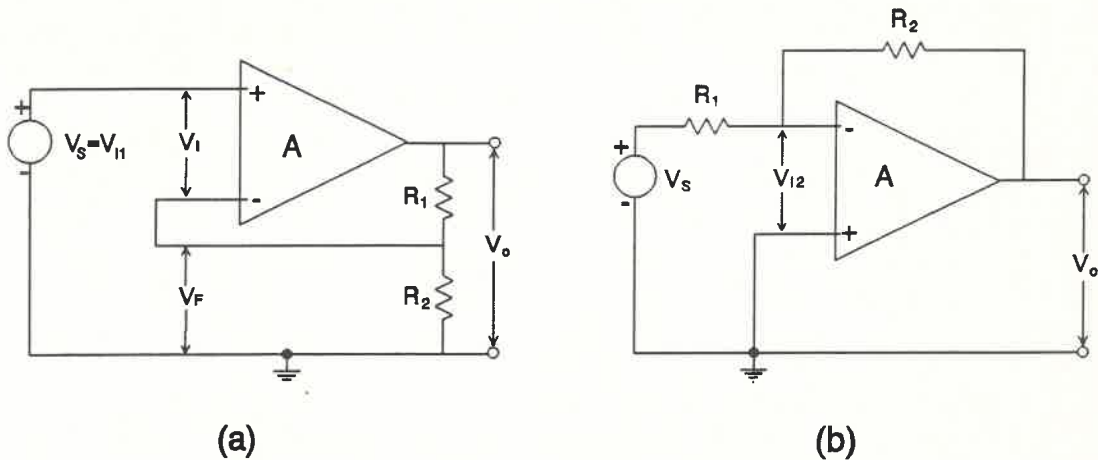 +
V_S=V_I1
-
V_I
+
A
-
R_1
V_F
R_2
V_o
(a)
R_2
R_1
+
V_S
-
V_I2
-
A
+
V_o
(b)